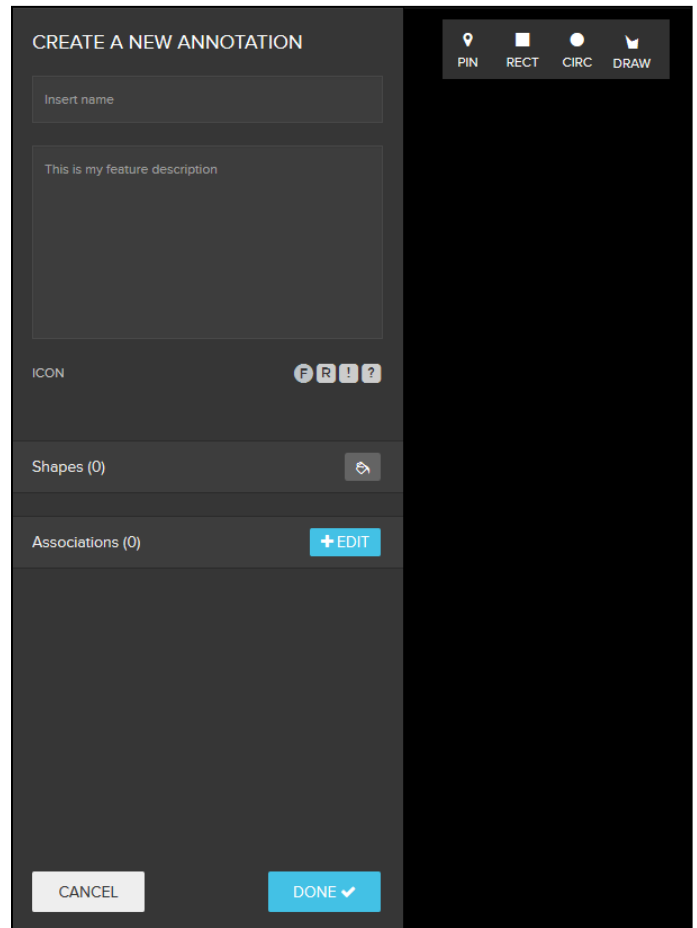 CREATE A NEW ANNOTATION
Insert name
This is my feature description
ICON F R ! ?
Shapes (0)
Associations (0) EDIT
CANCEL DONE
PIN RECT CIRC DRAW